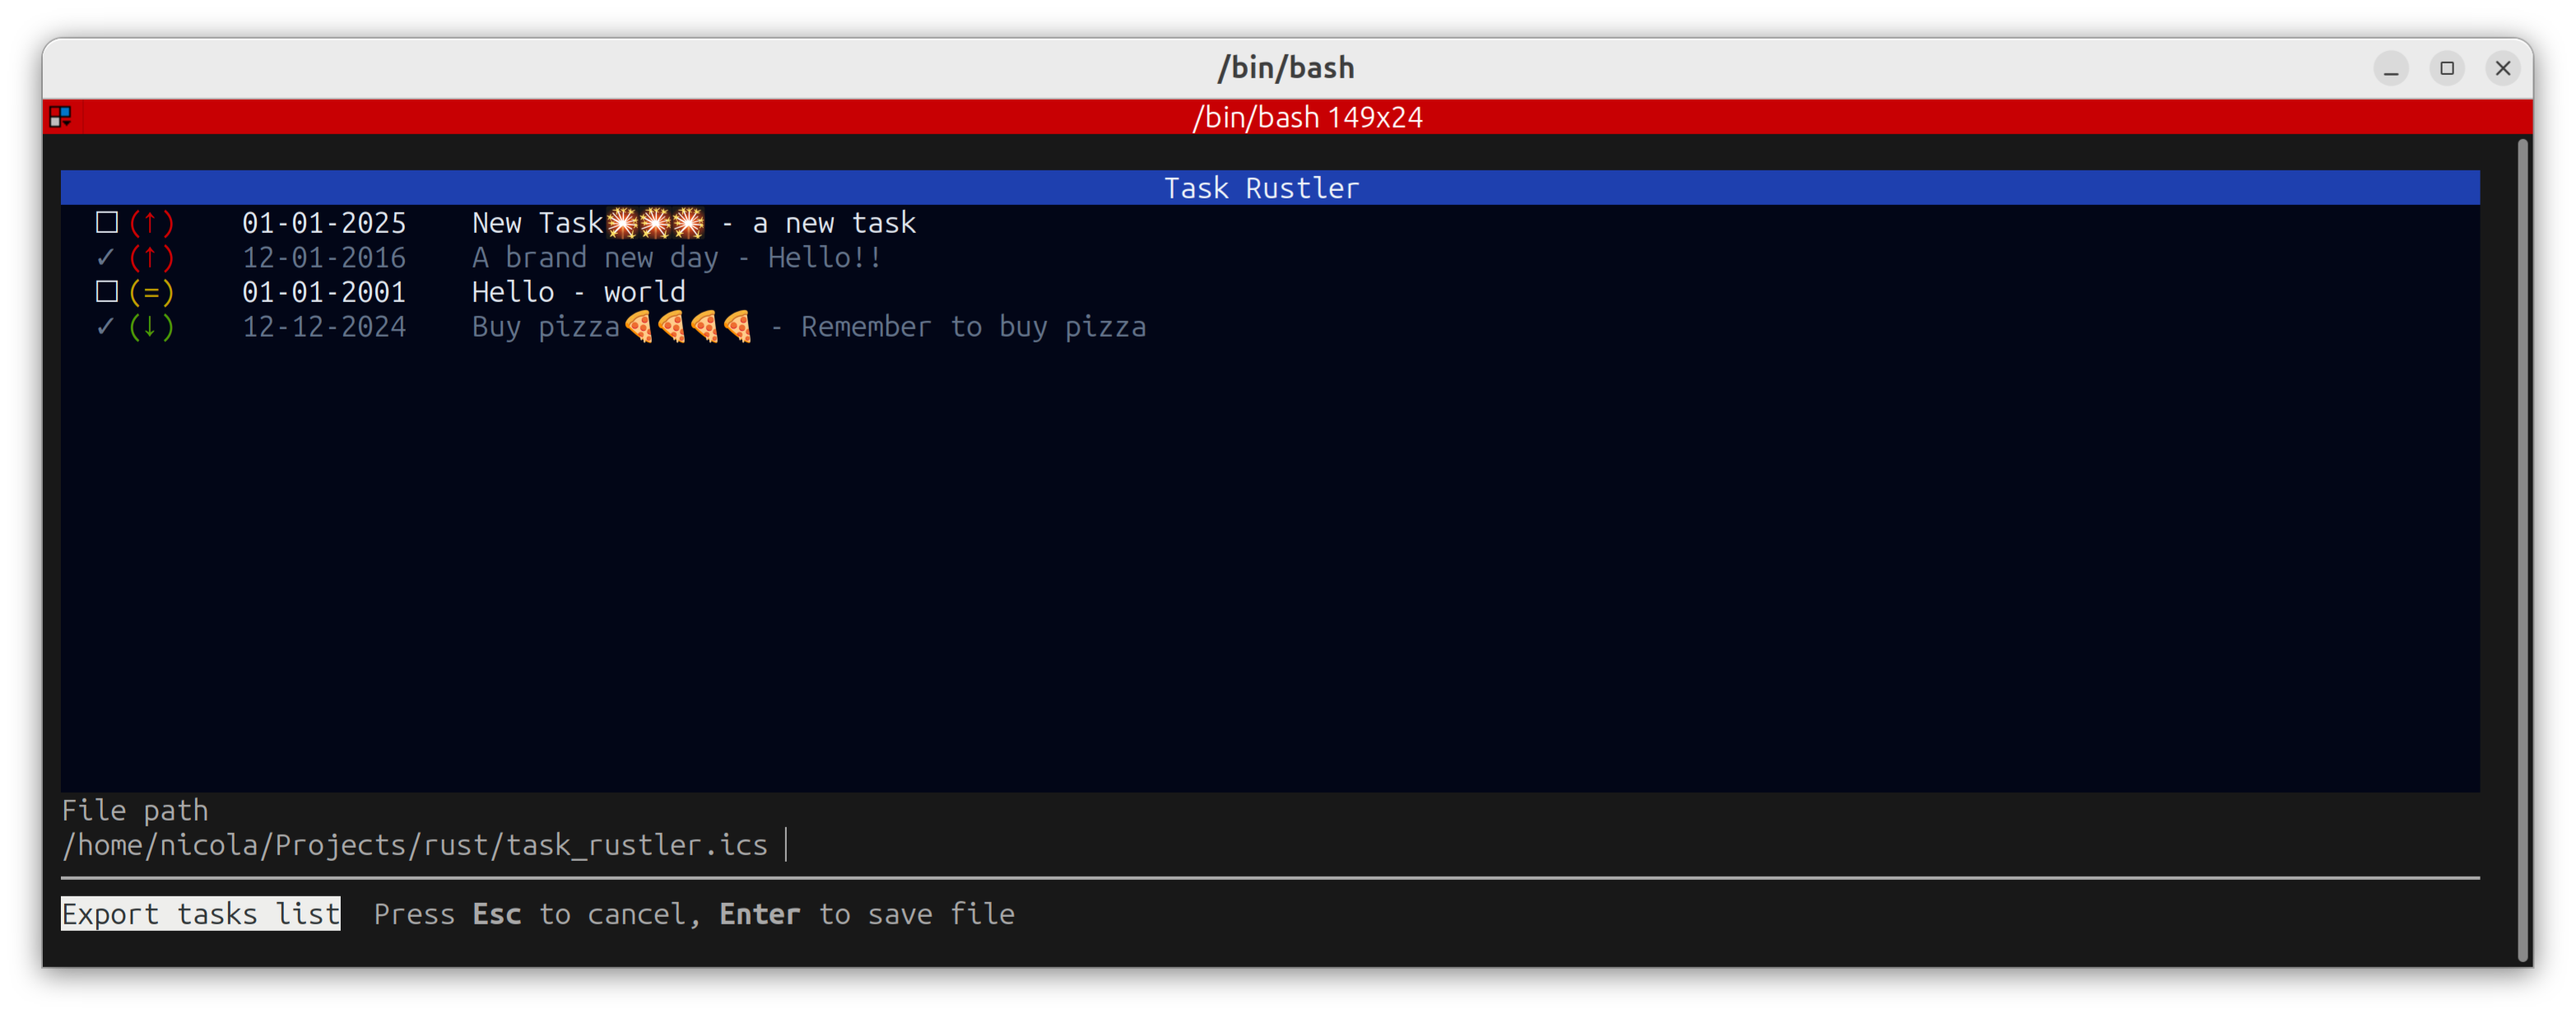 /bin/bash
/bin/bash 149x24
Task Rustler
☐ (↑) 01-01-2025 New Task🎇🎇🎇 - a new task
✓ (↑) 12-01-2016 A brand new day - Hello!!
☐ (=) 01-01-2001 Hello - world
✓ (↓) 12-12-2024 Buy pizza🍕🍕🍕🍕 - Remember to buy pizza
File path
/home/nicola/Projects/rust/task_rustler.ics
Export tasks list Press Esc to cancel, Enter to save file